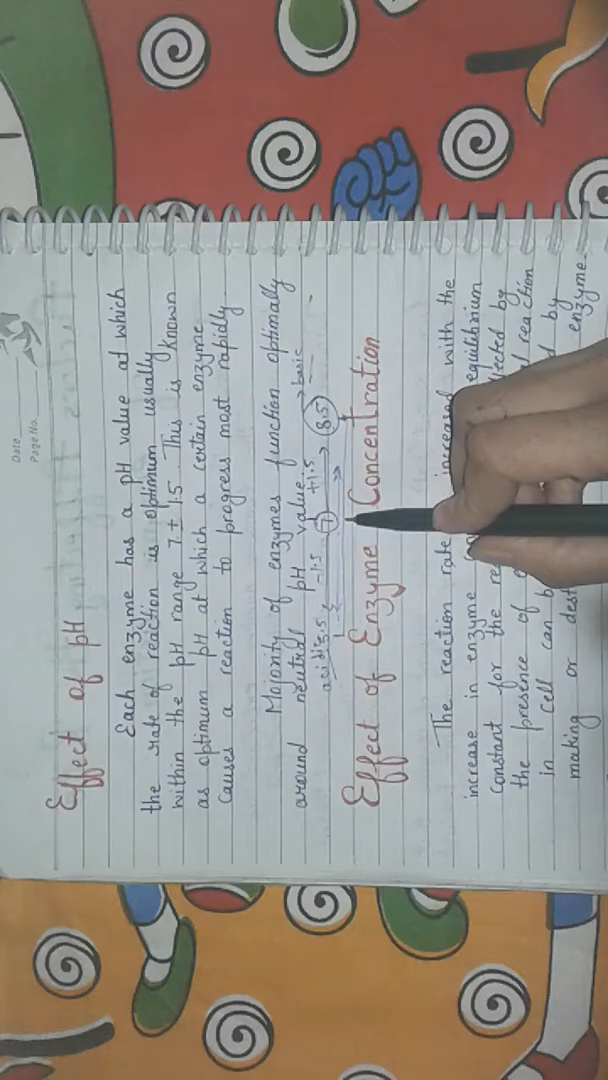 Date
Page No.
Effect of pH
Each enzyme has a pH value at which
the rate of reaction is optimum usually
within the pH range 7 ± 1.5. This is known
as optimum pH at which a certain enzyme
causes a reaction to progress most rapidly.
Majority of enzymes function optimally
around neutral pH value.
acidic 5.5 -1.5 7 +1.5 8.5 basic
Effect of Enzyme Concentration
The reaction rate increased with the
increase in enzyme equilibrium
constant for the by
the presence of reaction
in cell can by
making or enzyme.